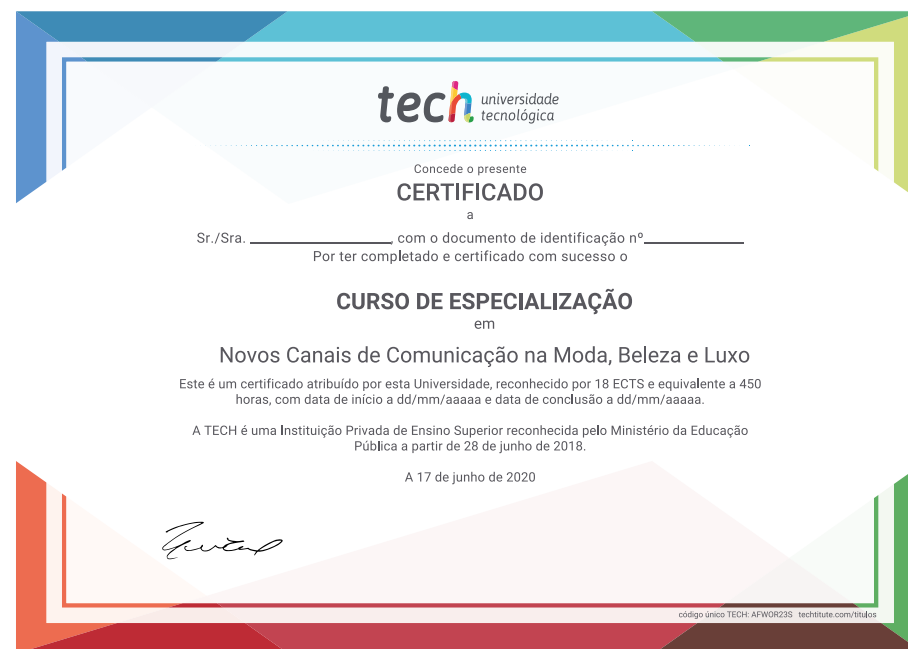 tech universidade
tecnológica
Concede o presente
CERTIFICADO
a
Sr./Sra. , com o documento de identificação nº
Por ter completado e certificado com sucesso o
CURSO DE ESPECIALIZAÇÃO
em
Novos Canais de Comunicação na Moda, Beleza e Luxo
Este é um certificado atribuído por esta Universidade, reconhecido por 18 ECTS e equivalente a 450
horas, com data de início a dd/mm/aaaaa e data de conclusão a dd/mm/aaaaa.
A TECH é uma Instituição Privada de Ensino Superior reconhecida pelo Ministério da Educação
Pública a partir de 28 de junho de 2018.
A 17 de junho de 2020
código único TECH: AFWOR23S techtitute.com/titulos